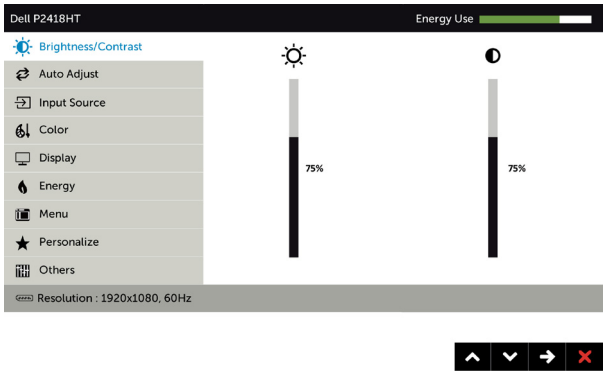 Dell P2418HT
Energy Use
Brightness/Contrast
Auto Adjust
Input Source
Color
Display
Energy
Menu
Personalize
Others
75%
75%
Resolution : 1920x1080, 60Hz